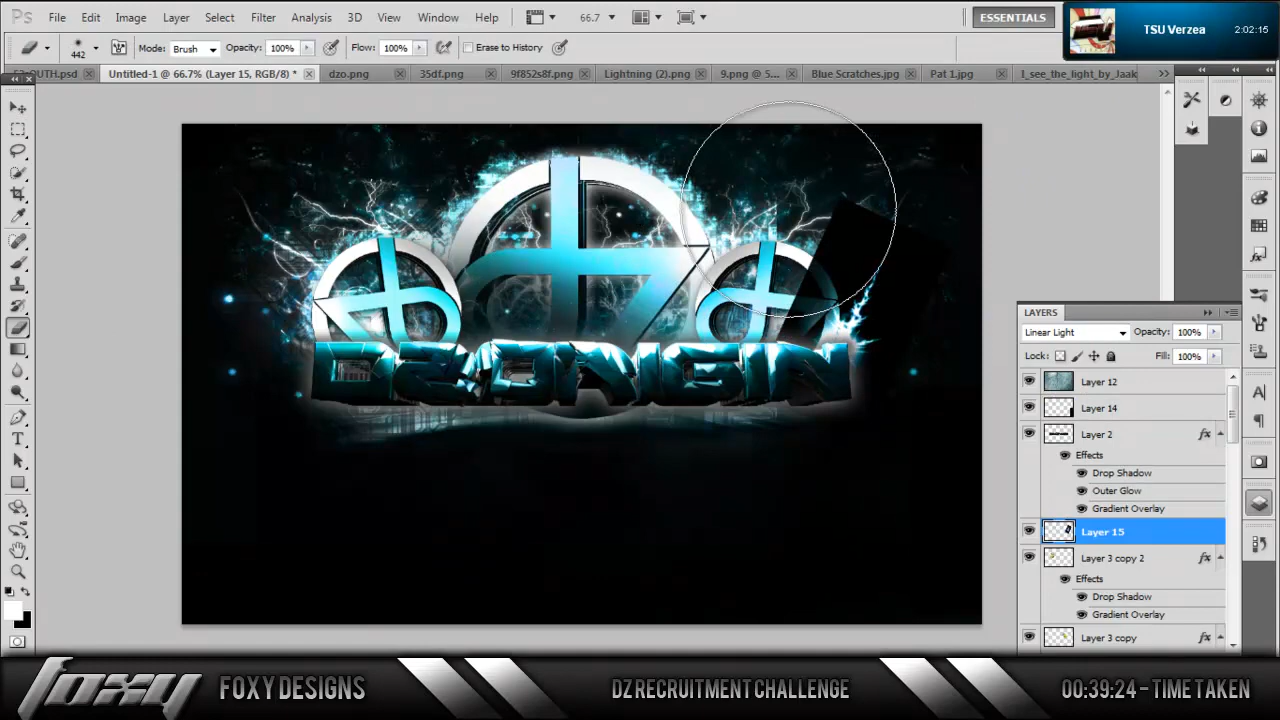 Ps File Edit Image Layer Select Filter Analysis 3D View Window Help 66.7 ESSENTIALS
TSU Verzea 2:02:15
442 Mode: Brush Opacity: 100% Flow: 100% Erase to History
Untitled-1 @ 66.7% (Layer 15, RGB/8) * dzo.png 35df.png 9f852s8f.png Lightning (2).png 9.png @ 5... Blue Scratches.jpg Pat 1.jpg I_see_the_light_by_Jaak
LAYERS
Linear Light Opacity: 100%
Lock: Fill: 100%
Layer 12
Layer 14
Layer 2 fx
Effects
Drop Shadow
Outer Glow
Gradient Overlay
Layer 15
Layer 3 copy 2 fx
Effects
Drop Shadow
Gradient Overlay
Layer 3 copy fx
foxy FOXY DESIGNS DZ RECRUITMENT CHALLENGE 00:39:24 - TIME TAKEN